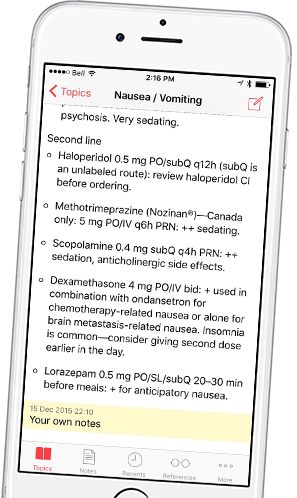 Bell
2:16 PM
Topics
Nausea / Vomiting
psychosis. Very sedating.
Second line
Haloperidol 0.5 mg PO/subQ q12h (subQ is
an unlabeled route): review haloperidol CI
before ordering.
Methotrimeprazine (Nozinan®)—Canada
only: 5 mg PO/IV q6h PRN: ++ sedating.
Scopolamine 0.4 mg subQ q4h PRN: ++
sedation, anticholinergic side effects.
Dexamethasone 4 mg PO/IV bid: + used in
combination with ondansetron for
chemotherapy-related nausea or alone for
brain metastasis-related nausea. Insomnia
is common—consider giving second dose
earlier in the day.
Lorazepam 0.5 mg PO/SL/subQ 20–30 min
before meals: + for anticipatory nausea.
15 Dec 2015 22:10
Your own notes
Topics Notes Recents References More